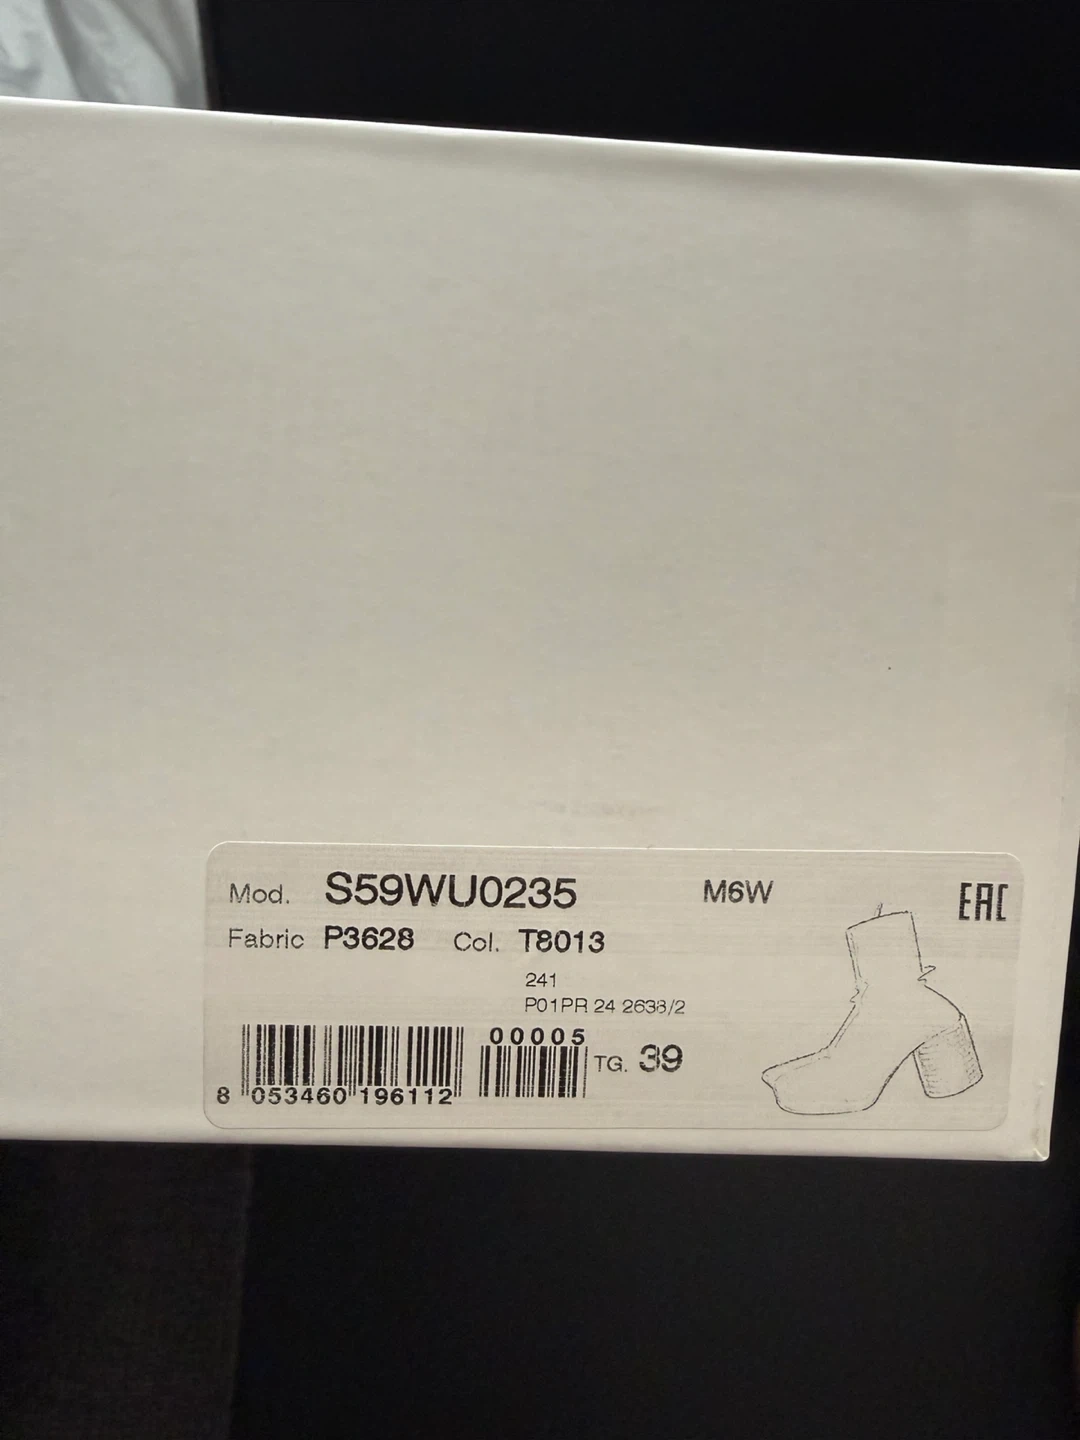 Mod. S59WU0235 M6W EAC
Fabric P3628 Col. T8013
241
P01PR 24 2638/2
00005
TG. 39
8 053460 196112